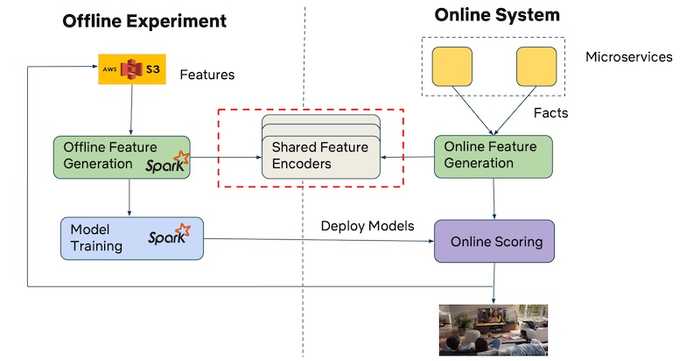 Offline Experiment
Online System
AWS S3
Features
Microservices
Facts
Offline Feature
Generation Spark
Shared Feature
Encoders
Online Feature
Generation
Model
Training Spark
Deploy Models
Online Scoring